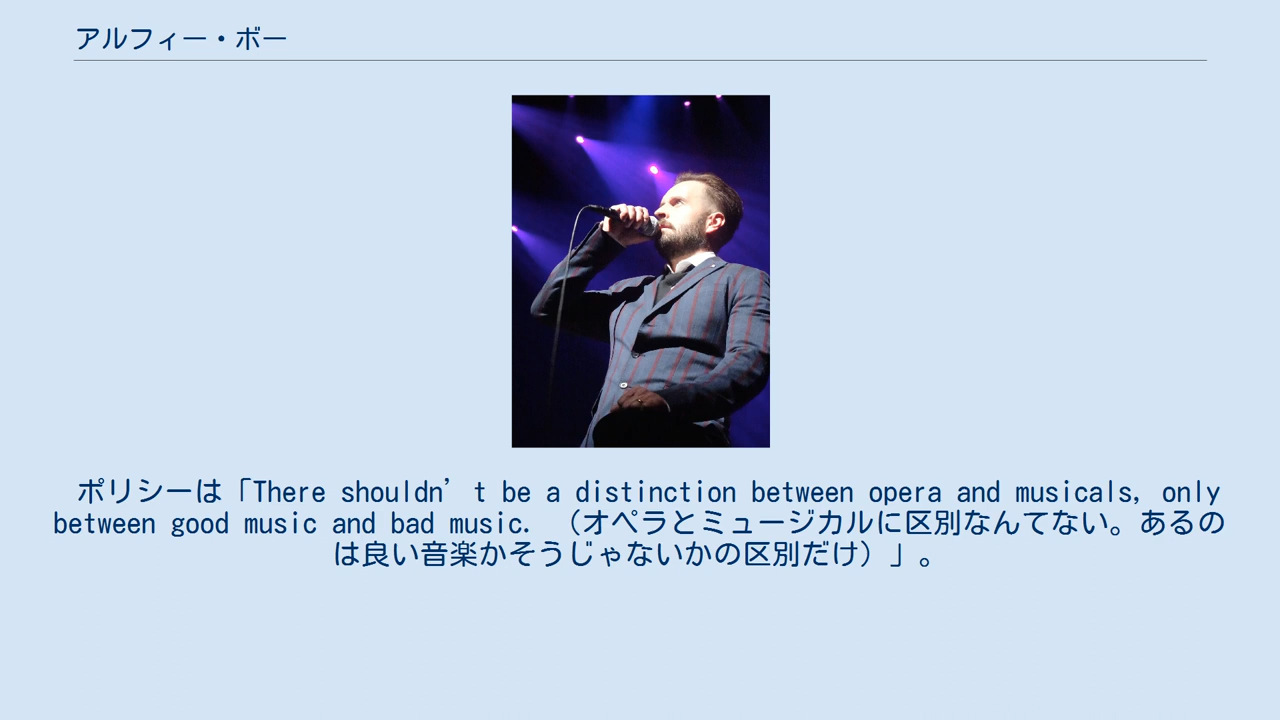 アルフィー・ボー
ポリシーは「There shouldn’t be a distinction between opera and musicals, only
between good music and bad music. （オペラとミュージカルに区別なんてない。あるの
は良い音楽かそうじゃないかの区別だけ）」。